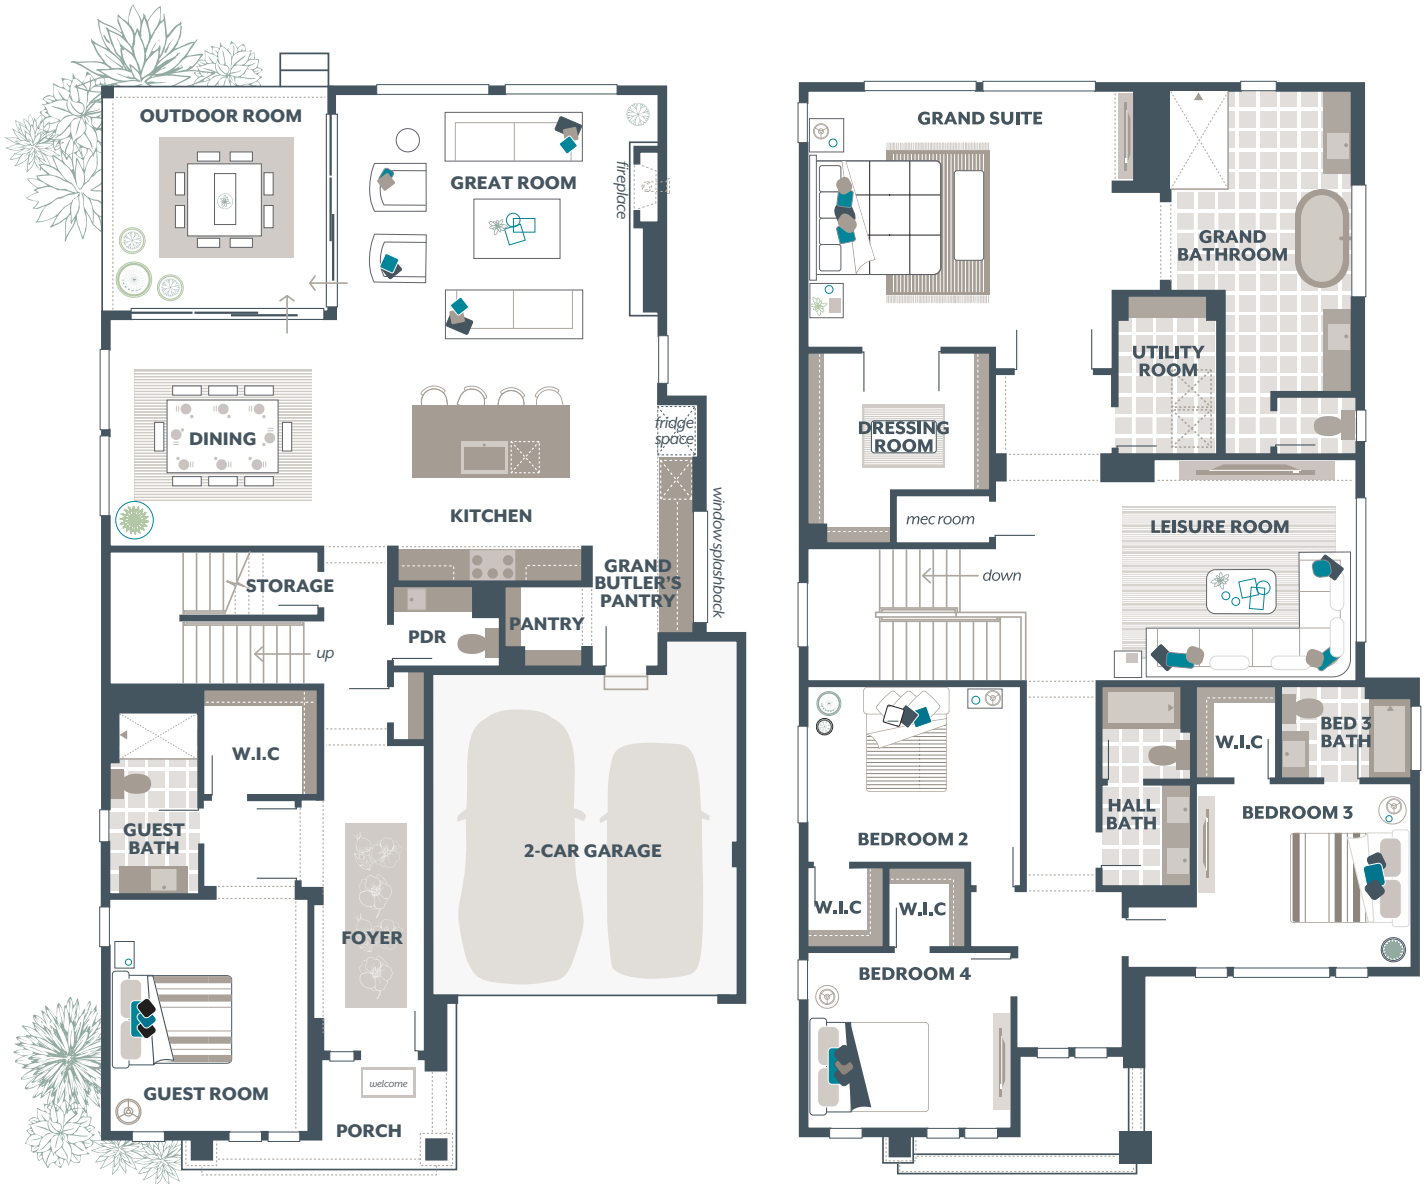 OUTDOOR ROOM
GREAT ROOM
fireplace
DINING
fridge
space
KITCHEN
window splashback
GRAND
BUTLER'S
PANTRY
STORAGE
PANTRY
PDR
up
W.I.C
GUEST
BATH
2-CAR GARAGE
FOYER
GUEST ROOM
welcome
PORCH
GRAND SUITE
GRAND
BATHROOM
UTILITY
ROOM
DRESSING
ROOM
mec room
LEISURE ROOM
down
BED 3
BATH
W.I.C
HALL
BATH
BEDROOM 3
BEDROOM 2
W.I.C
W.I.C
BEDROOM 4